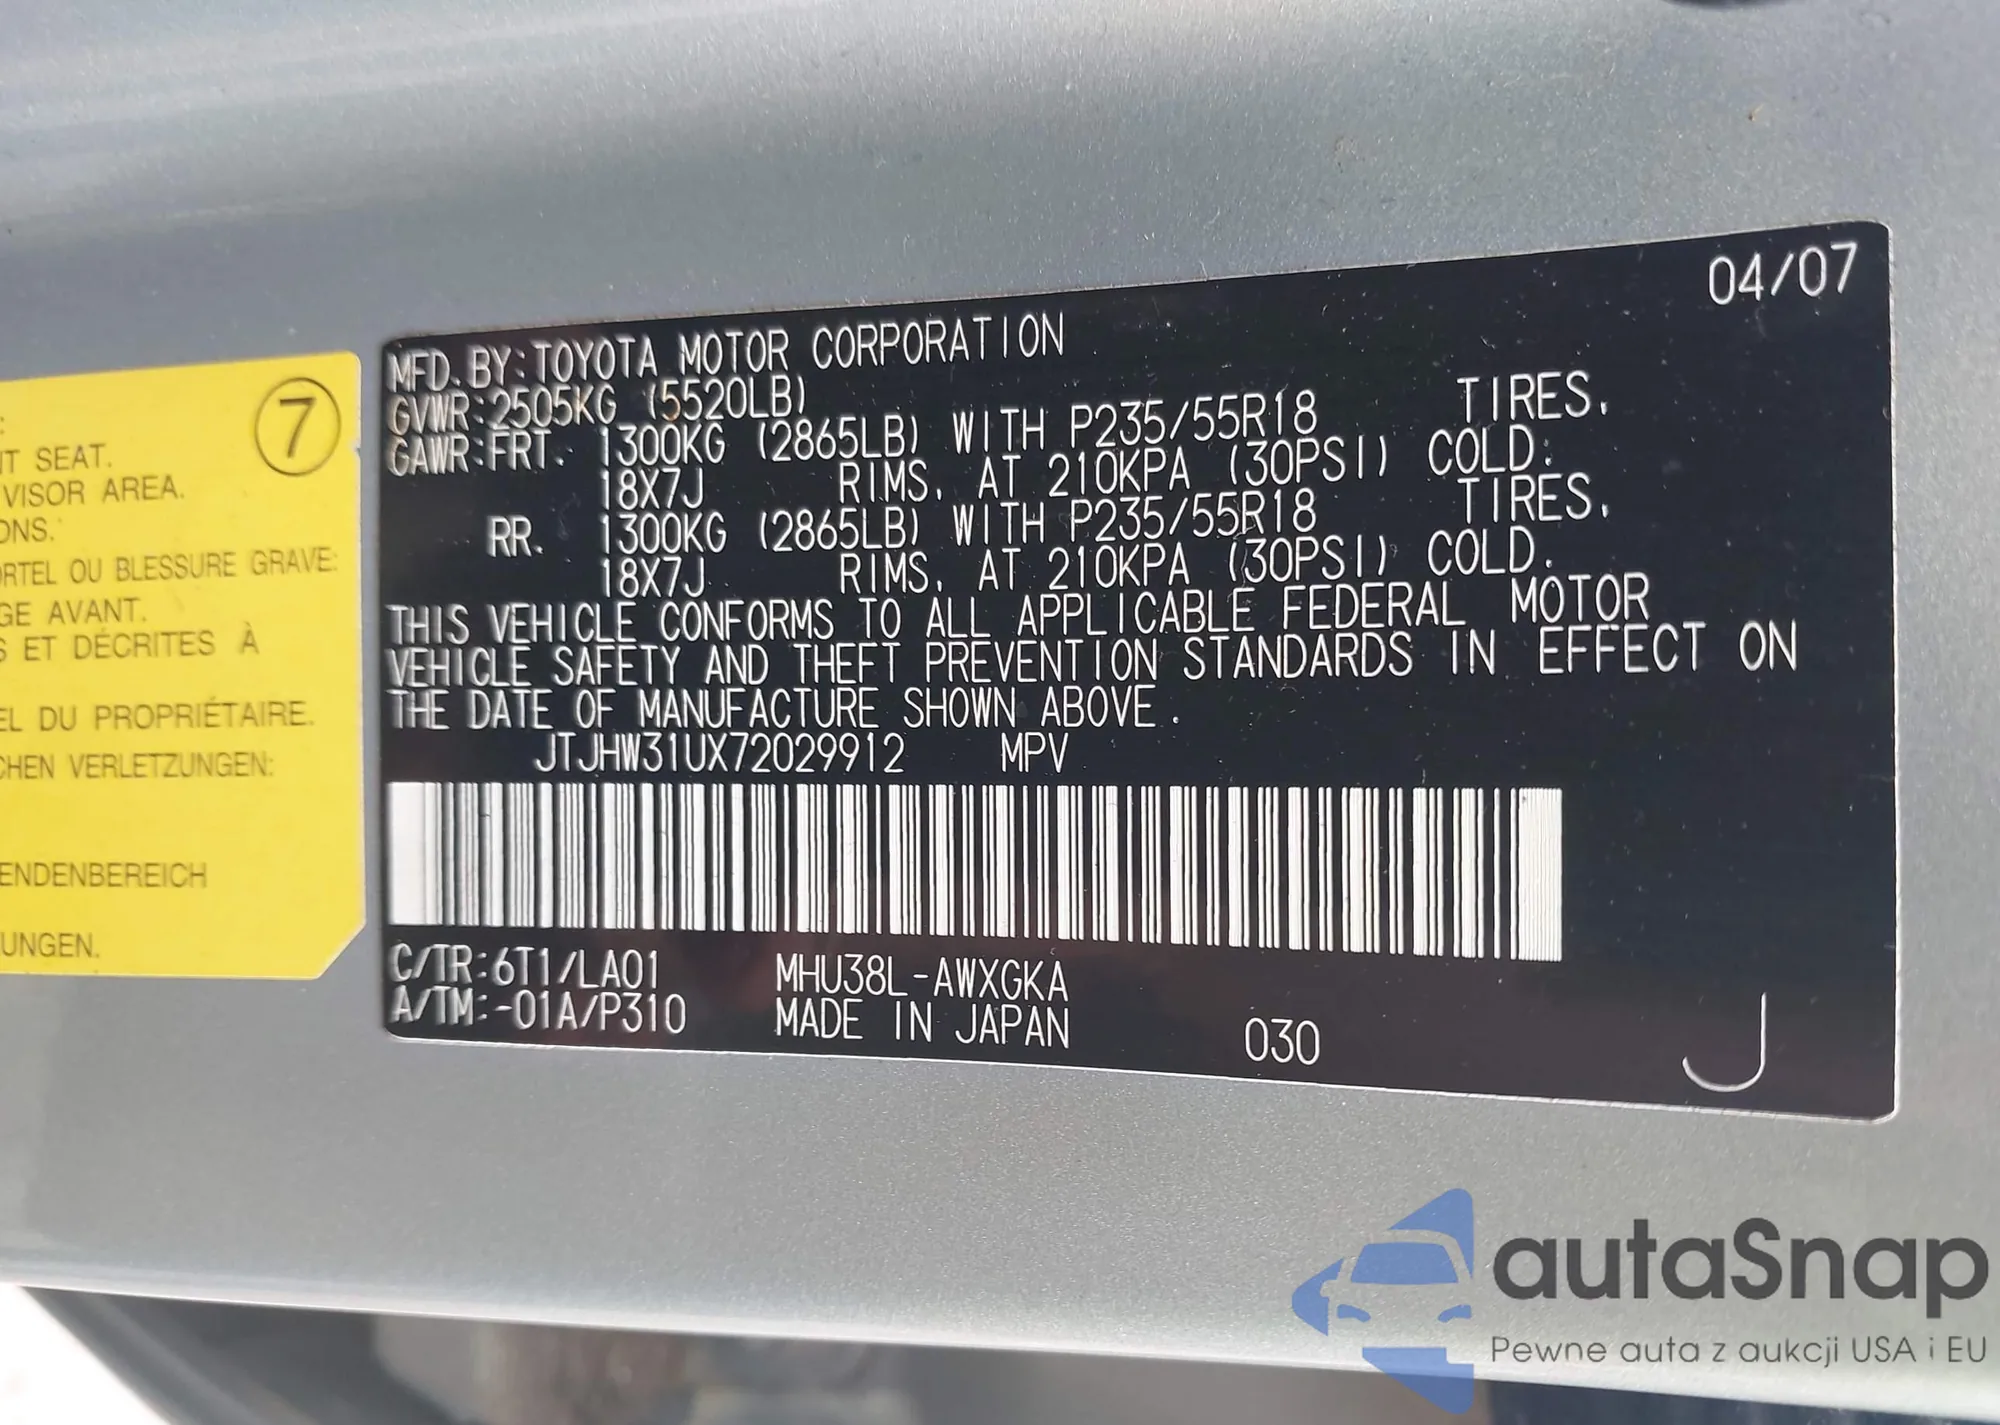 :
NT SEAT.
VISOR AREA.
ONS.
7
ORTEL OU BLESSURE GRAVE:
GE AVANT.
S ET DÉCRITES À
EL DU PROPRIÉTAIRE.
CHEN VERLETZUNGEN:
ENDENBEREICH
UNGEN.
04/07
MFD. BY: TOYOTA MOTOR CORPORATION
GVWR: 2505KG (5520LB)
GAWR: FRT. 1300KG (2865LB) WITH P235/55R18 TIRES.
18X7J RIMS. AT 210KPA (30PSI) COLD.
RR. 1300KG (2865LB) WITH P235/55R18 TIRES.
18X7J RIMS. AT 210KPA (30PSI) COLD.
THIS VEHICLE CONFORMS TO ALL APPLICABLE FEDERAL MOTOR
VEHICLE SAFETY AND THEFT PREVENTION STANDARDS IN EFFECT ON
THE DATE OF MANUFACTURE SHOWN ABOVE.
JTJHW31UX72029912 MPV
C/TR: 6T1/LA01 MHU38L-AWXGKA
A/TM: -01A/P310 MADE IN JAPAN 030
J
autaSnap
Pewne auta z aukcji USA i EU